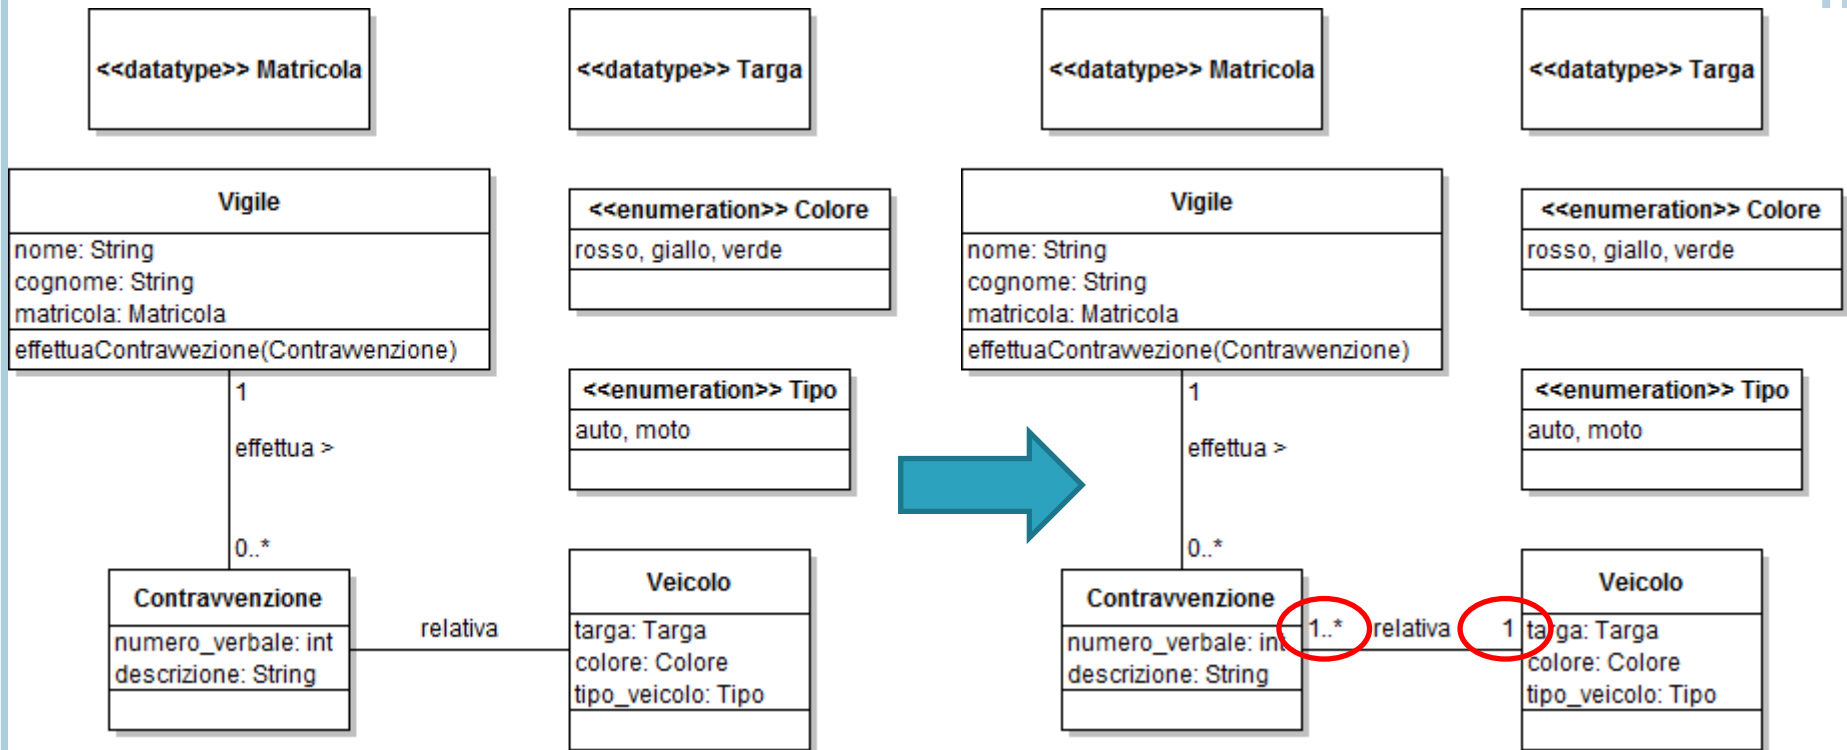 <<datatype>> Matricola
<<datatype>> Targa
Vigile
nome: String
cognome: String
matricola: Matricola
effettuaContravvezione(Contravvenzione)
<<enumeration>> Colore
rosso, giallo, verde
<<enumeration>> Tipo
auto, moto
1
effettua >
0..*
Contravvenzione
numero_verbale: int
descrizione: String
relativa
Veicolo
targa: Targa
colore: Colore
tipo_veicolo: Tipo
<<datatype>> Matricola
<<datatype>> Targa
Vigile
nome: String
cognome: String
matricola: Matricola
effettuaContravvezione(Contravvenzione)
<<enumeration>> Colore
rosso, giallo, verde
<<enumeration>> Tipo
auto, moto
1
effettua >
0..*
Contravvenzione
numero_verbale: int
descrizione: String
1..* relativa 1
Veicolo
targa: Targa
colore: Colore
tipo_veicolo: Tipo